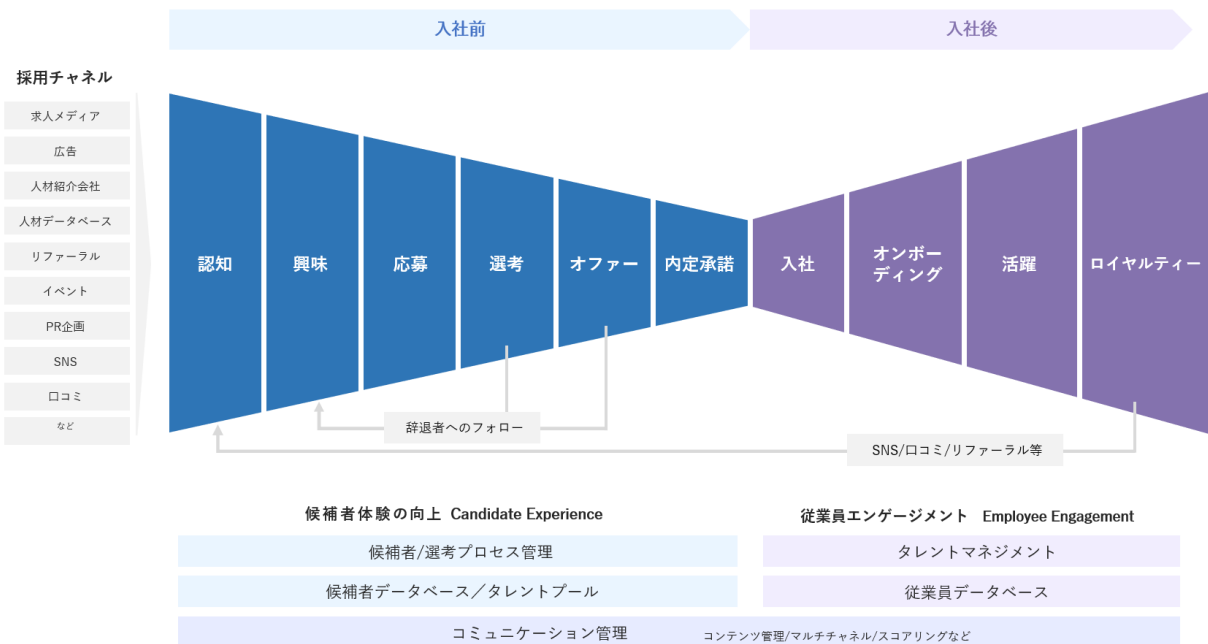 入社前
入社後
採用チャネル
求人メディア
広告
人材紹介会社
人材データベース
リファーラル
イベント
PR企画
SNS
口コミ
など
認知
興味
応募
選考
オファー
内定承諾
入社
オンボー
ディング
活躍
ロイヤルティー
辞退者へのフォロー
SNS/口コミ/リファーラル等
候補者体験の向上 Candidate Experience
従業員エンゲージメント Employee Engagement
候補者/選考プロセス管理
タレントマネジメント
候補者データベース／タレントプール
従業員データベース
コミュニケーション管理 コンテンツ管理/マルチチャネル/スコアリングなど